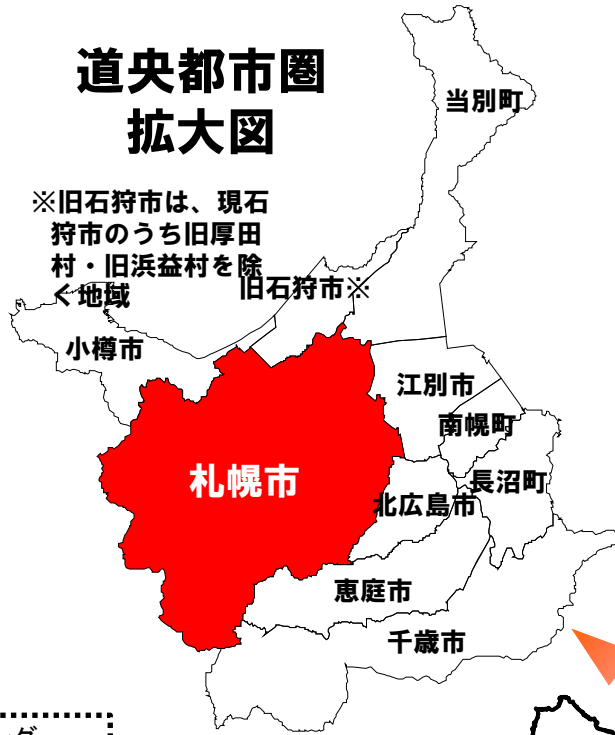 道央都市圏
拡大図
当別町
※旧石狩市は、現石
狩市のうち旧厚田
村・旧浜益村を除
く地域
旧石狩市※
小樽市
江別市
南幌町
札幌市
長沼町
北広島市
恵庭市
千歳市